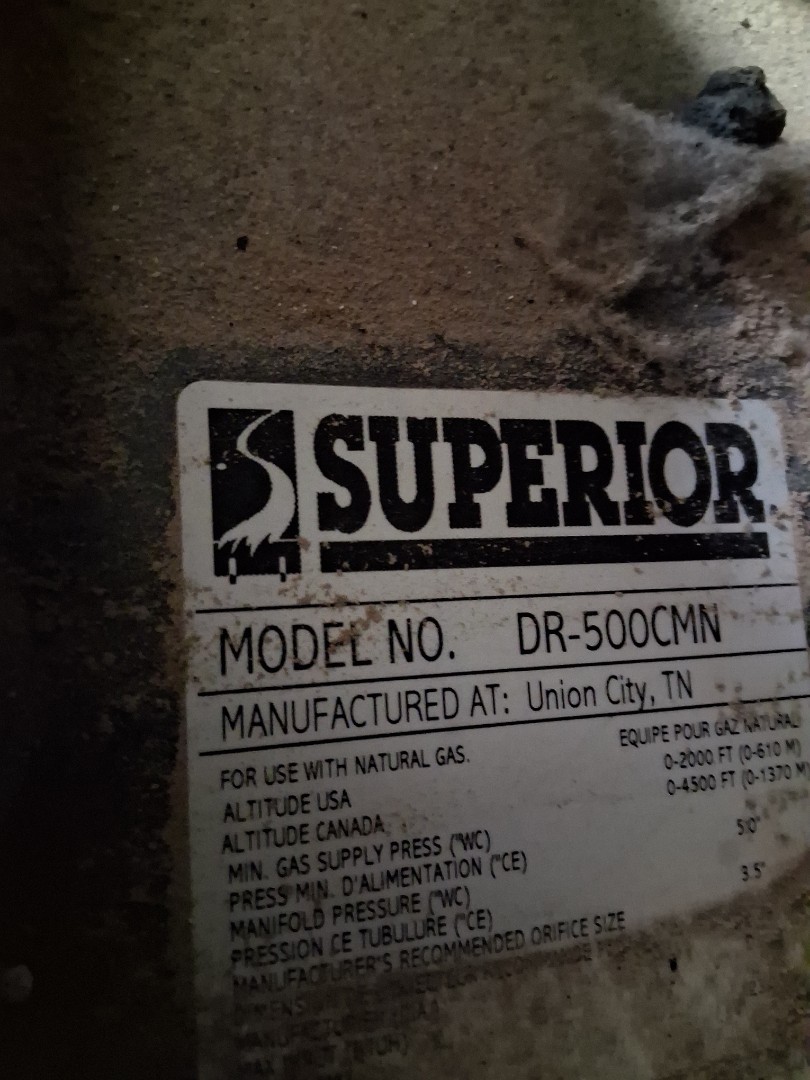 SUPERIOR
MODEL NO. DR-500CMN
MANUFACTURED AT: Union City, TN
FOR USE WITH NATURAL GAS. EQUIPE POUR GAZ NATURAL
ALTITUDE USA 0-2000 FT (0-610 M)
ALTITUDE CANADA 0-4500 FT (0-1370 M)
MIN. GAS SUPPLY PRESS ("WC) 5.0"
PRESS MIN. D'ALIMENTATION ("CE)
MANIFOLD PRESSURE ("WC) 3.5"
PRESSION CE TUBULURE ("CE)
MANUFACTURER'S RECOMMENDED ORIFICE SIZE